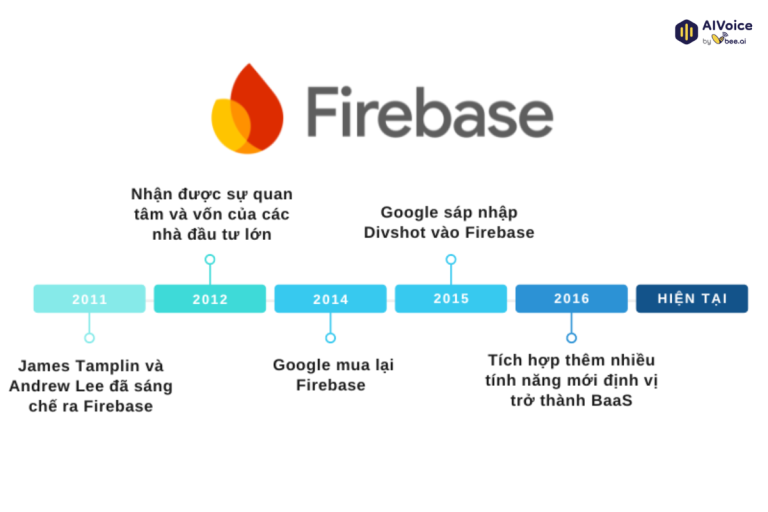 AIVoice
by bee.ai
Firebase
Nhận được sự quan
tâm và vốn của các
nhà đầu tư lớn
Google sáp nhập
Divshot vào Firebase
2011
2012
2014
2015
2016
HIỆN TẠI
James Tamplin và
Andrew Lee đã sáng
chế ra Firebase
Google mua lại
Firebase
Tích hợp thêm nhiều
tính năng mới định vị
trở thành BaaS